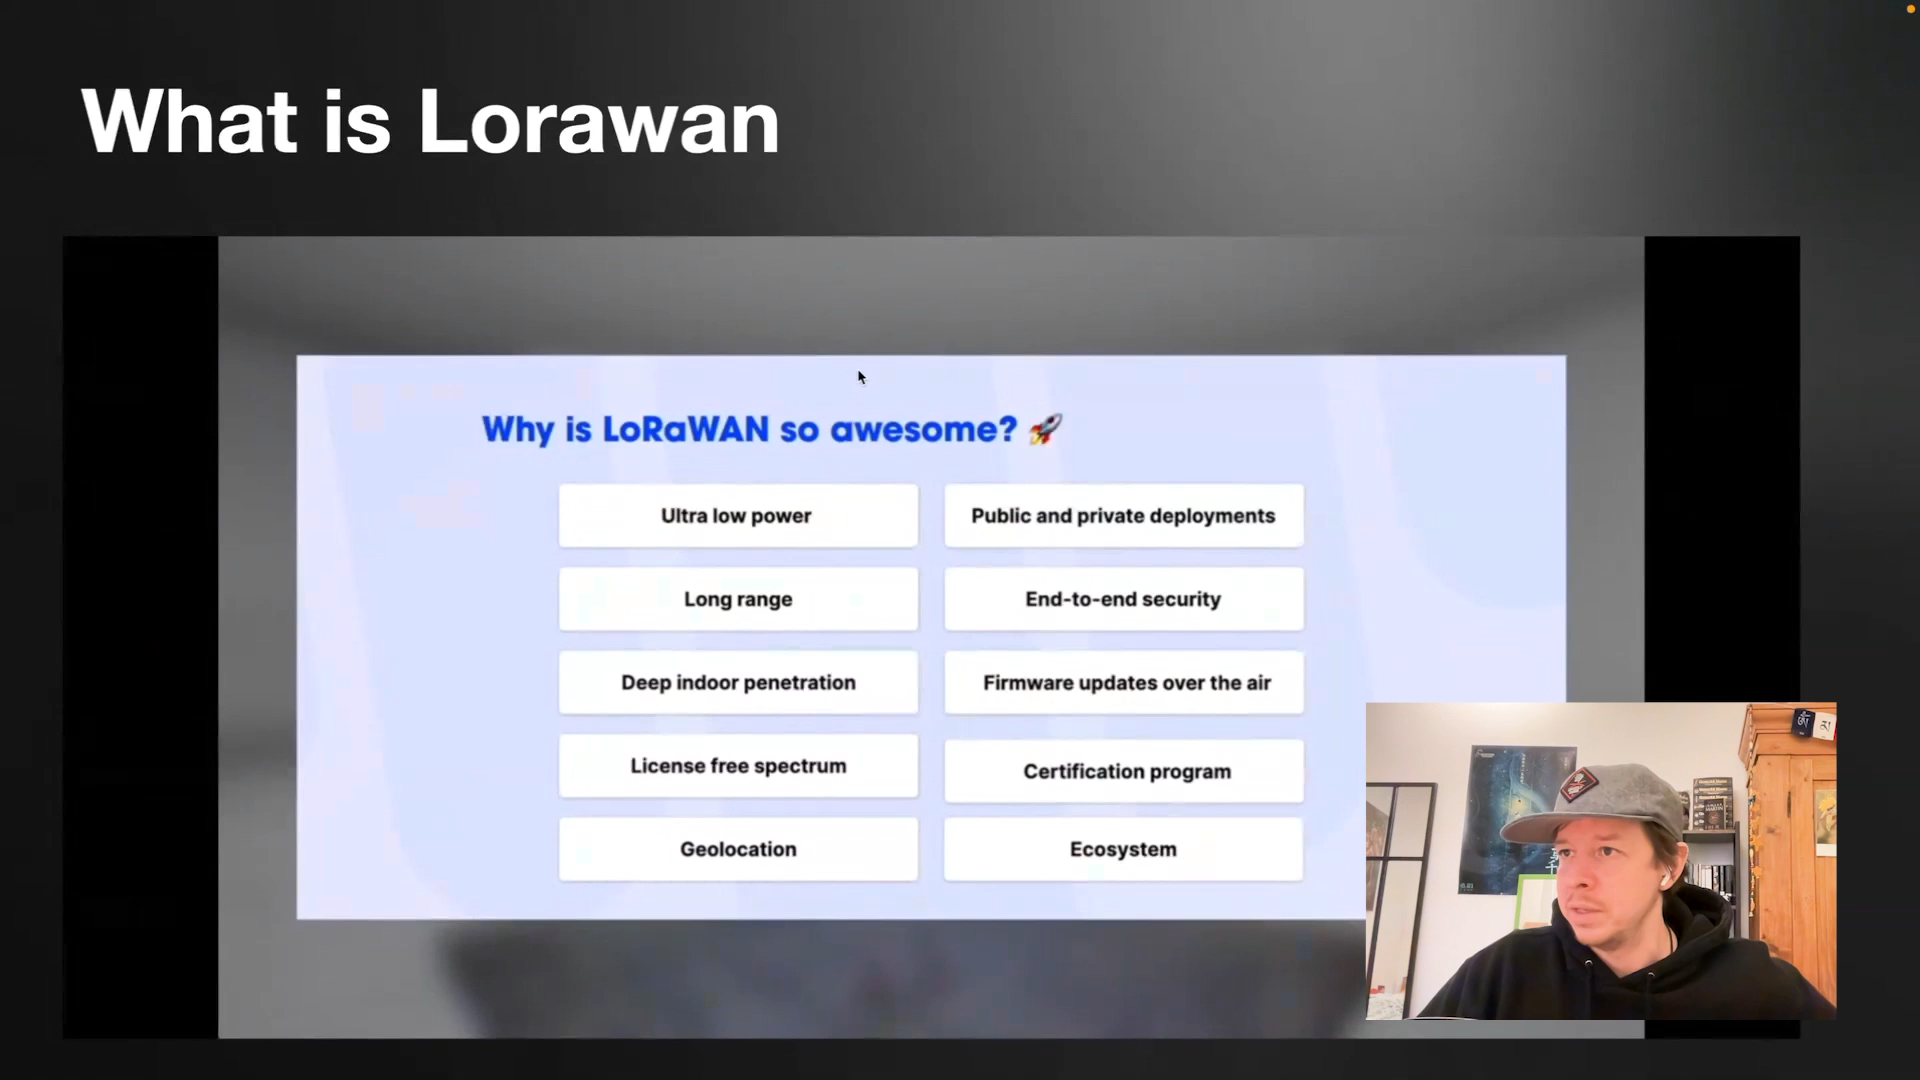 What is Lorawan
Why is LoRaWAN so awesome? 🚀
Ultra low power
Public and private deployments
Long range
End-to-end security
Deep indoor penetration
Firmware updates over the air
License free spectrum
Certification program
Geolocation
Ecosystem